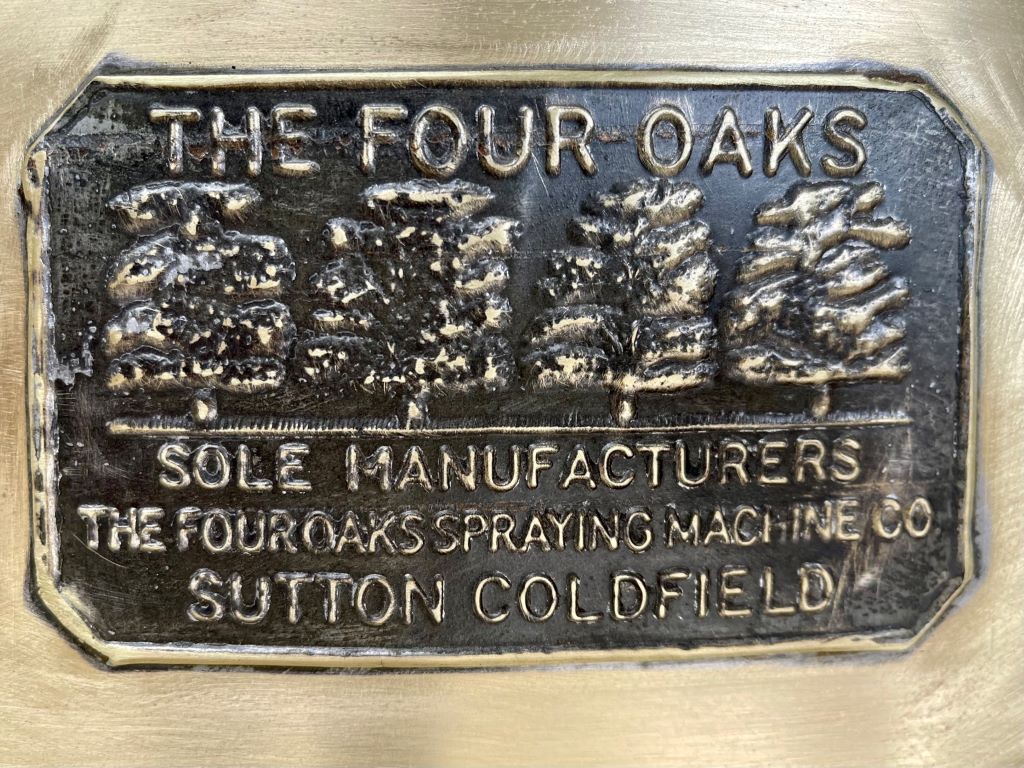 THE FOUR OAKS
SOLE MANUFACTURERS
THE FOUR OAKS SPRAYING MACHINE CO
SUTTON COLDFIELD